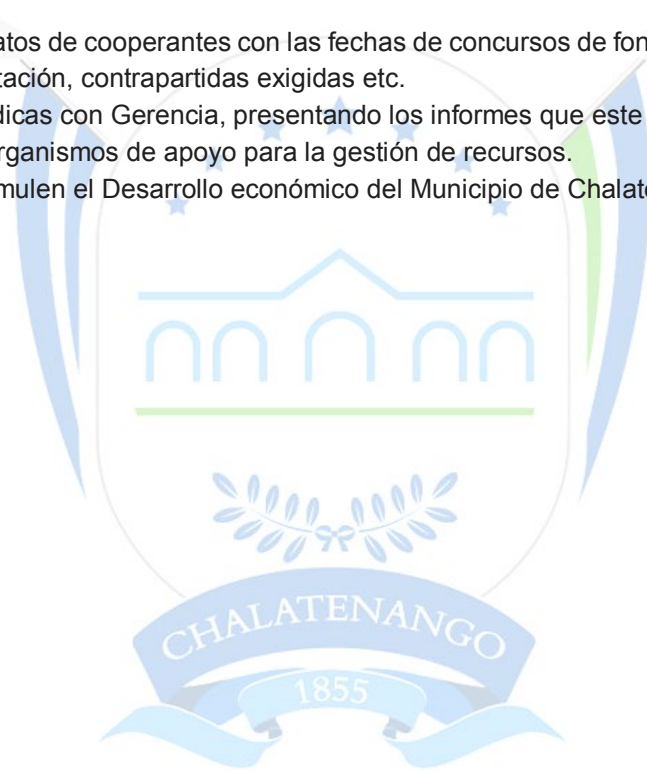 atos de cooperantes con las fechas de concursos de fon
tación, contrapartidas exigidas etc.
dicas con Gerencia, presentando los informes que este
rganismos de apoyo para la gestión de recursos.
mulen el Desarrollo económico del Municipio de Chalat
CHALATENANGO
1855